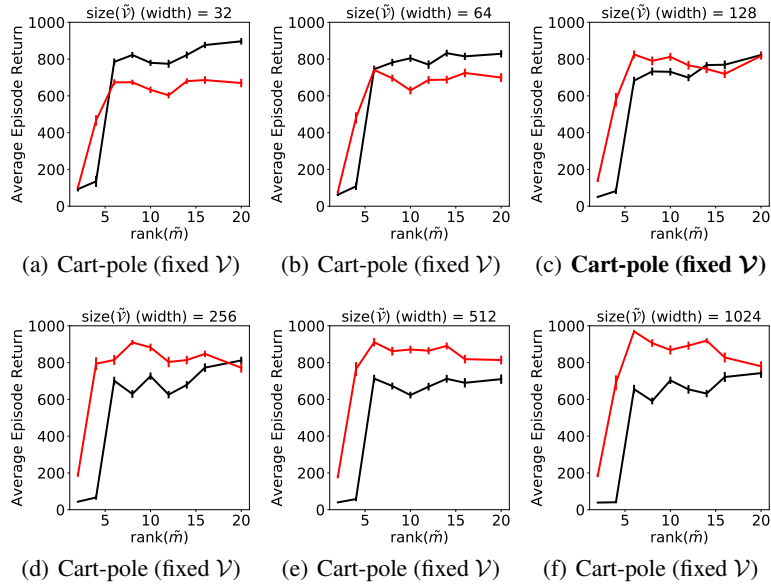 size(𝒱̃) (width) = 32
1000
800
600
400
200
0
Average Episode Return
5 10 15 20
rank(m̃)
(a) Cart-pole (fixed 𝒱)
size(𝒱̃) (width) = 64
1000
800
600
400
200
0
Average Episode Return
5 10 15 20
rank(m̃)
(b) Cart-pole (fixed 𝒱)
size(𝒱̃) (width) = 128
1000
800
600
400
200
0
Average Episode Return
5 10 15 20
rank(m̃)
(c) Cart-pole (fixed 𝒱)
size(𝒱̃) (width) = 256
1000
800
600
400
200
0
Average Episode Return
5 10 15 20
rank(m̃)
(d) Cart-pole (fixed 𝒱)
size(𝒱̃) (width) = 512
1000
800
600
400
200
0
Average Episode Return
5 10 15 20
rank(m̃)
(e) Cart-pole (fixed 𝒱)
size(𝒱̃) (width) = 1024
1000
800
600
400
200
0
Average Episode Return
5 10 15 20
rank(m̃)
(f) Cart-pole (fixed 𝒱)